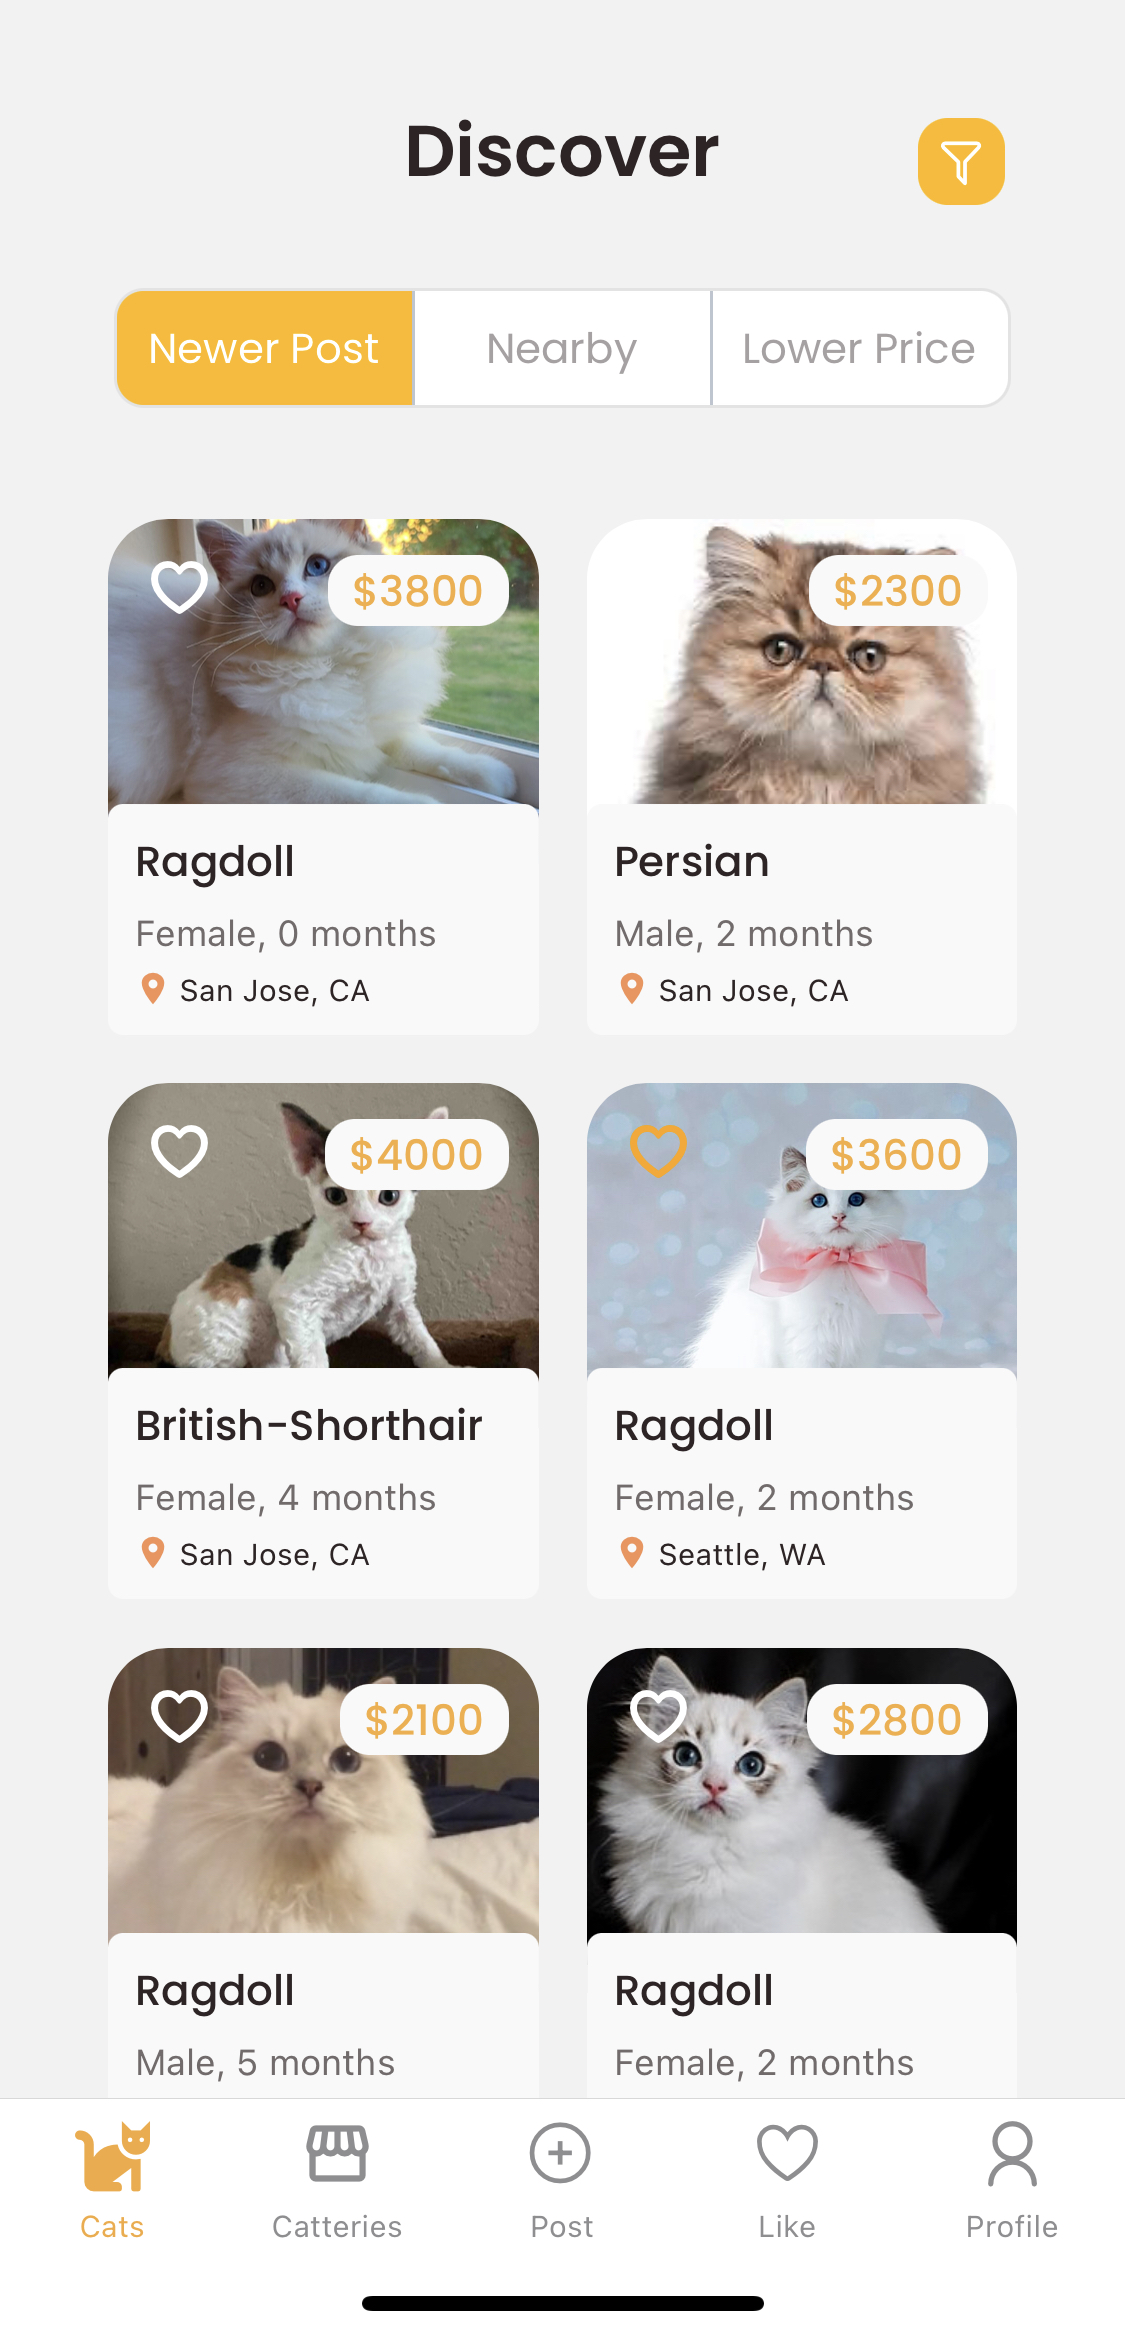 Discover
Newer Post Nearby Lower Price
$3800
$2300
Ragdoll
Female, 0 months
San Jose, CA
Persian
Male, 2 months
San Jose, CA
$4000
$3600
British-Shorthair
Female, 4 months
San Jose, CA
Ragdoll
Female, 2 months
Seattle, WA
$2100
$2800
Ragdoll
Male, 5 months
Ragdoll
Female, 2 months
Cats Catteries Post Like Profile